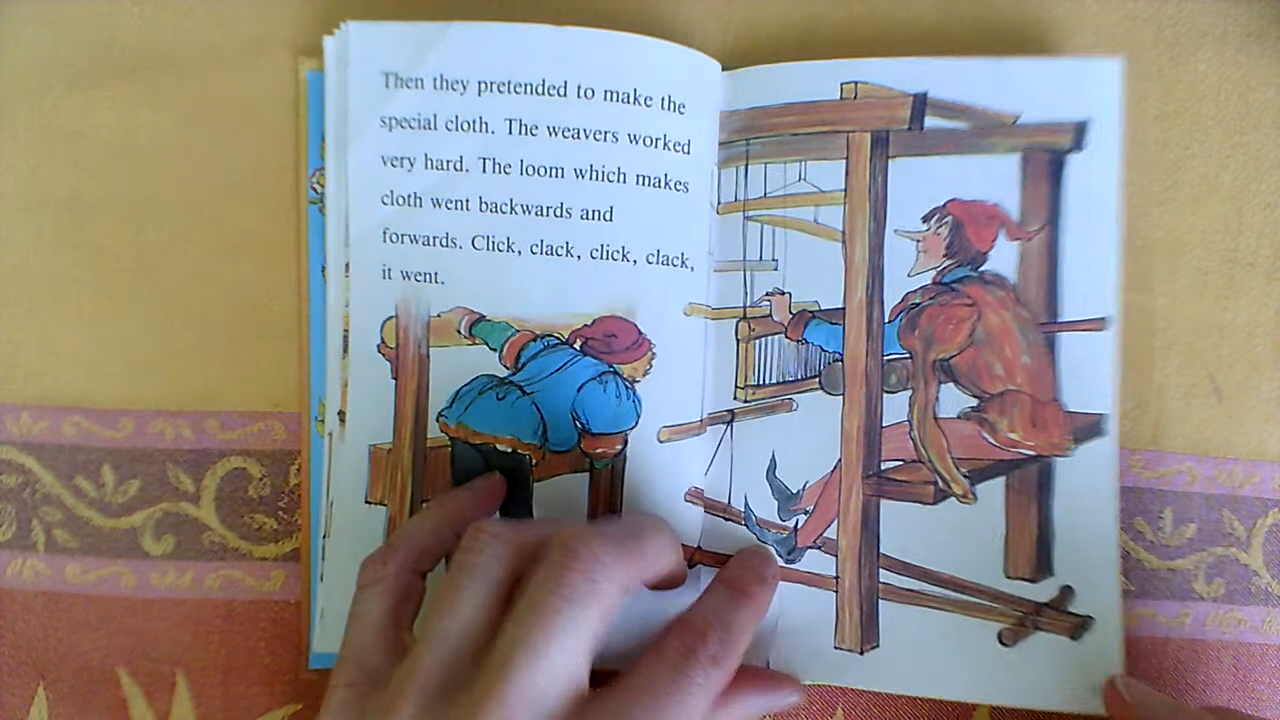 Then they pretended to make the
special cloth. The weavers worked
very hard. The loom which makes
cloth went backwards and
forwards. Click, clack, click, clack,
it went.